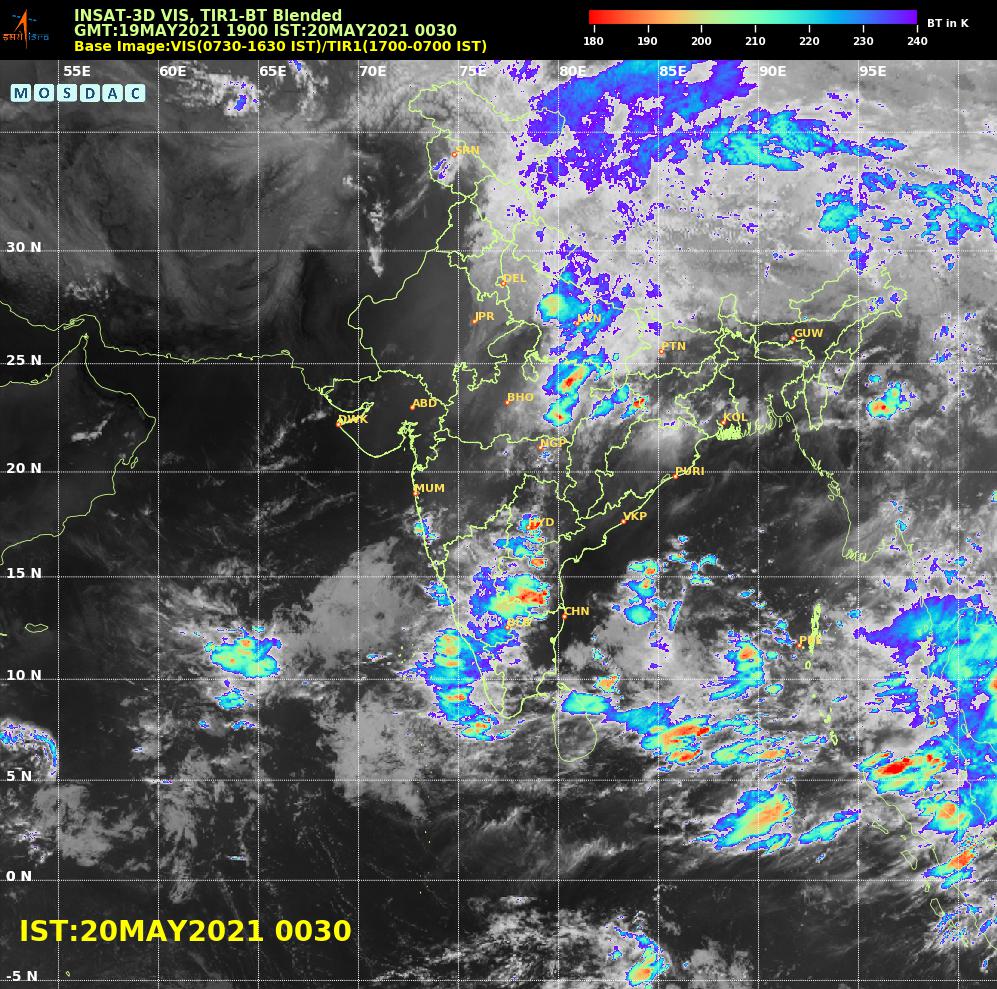 INSAT-3D VIS, TIR1-BT Blended
GMT:19MAY2021 1900 IST:20MAY2021 0030
Base Image:VIS(0730-1630 IST)/TIR1(1700-0700 IST)
BT in K
180 190 200 210 220 230 240
55E 60E 65E 70E 75E 80E 85E 90E 95E
MOSDAC
SRN
30 N
DEL
JPR
LKN
GUW
PTN
25 N
BHO
ABD
DWK
KOL
NGP
20 N
PURI
MUM
HYD
VKP
15 N
CHN
BLR
PBL
10 N
5 N
0 N
IST:20MAY2021 0030
-5 N